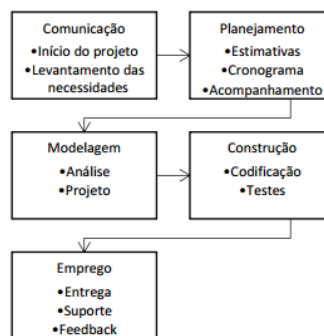 Comunicação
•Início do projeto
•Levantamento das
necessidades
Planejamento
•Estimativas
•Cronograma
•Acompanhamento
Modelagem
•Análise
•Projeto
Construção
•Codificação
•Testes
Emprego
•Entrega
•Suporte
•Feedback